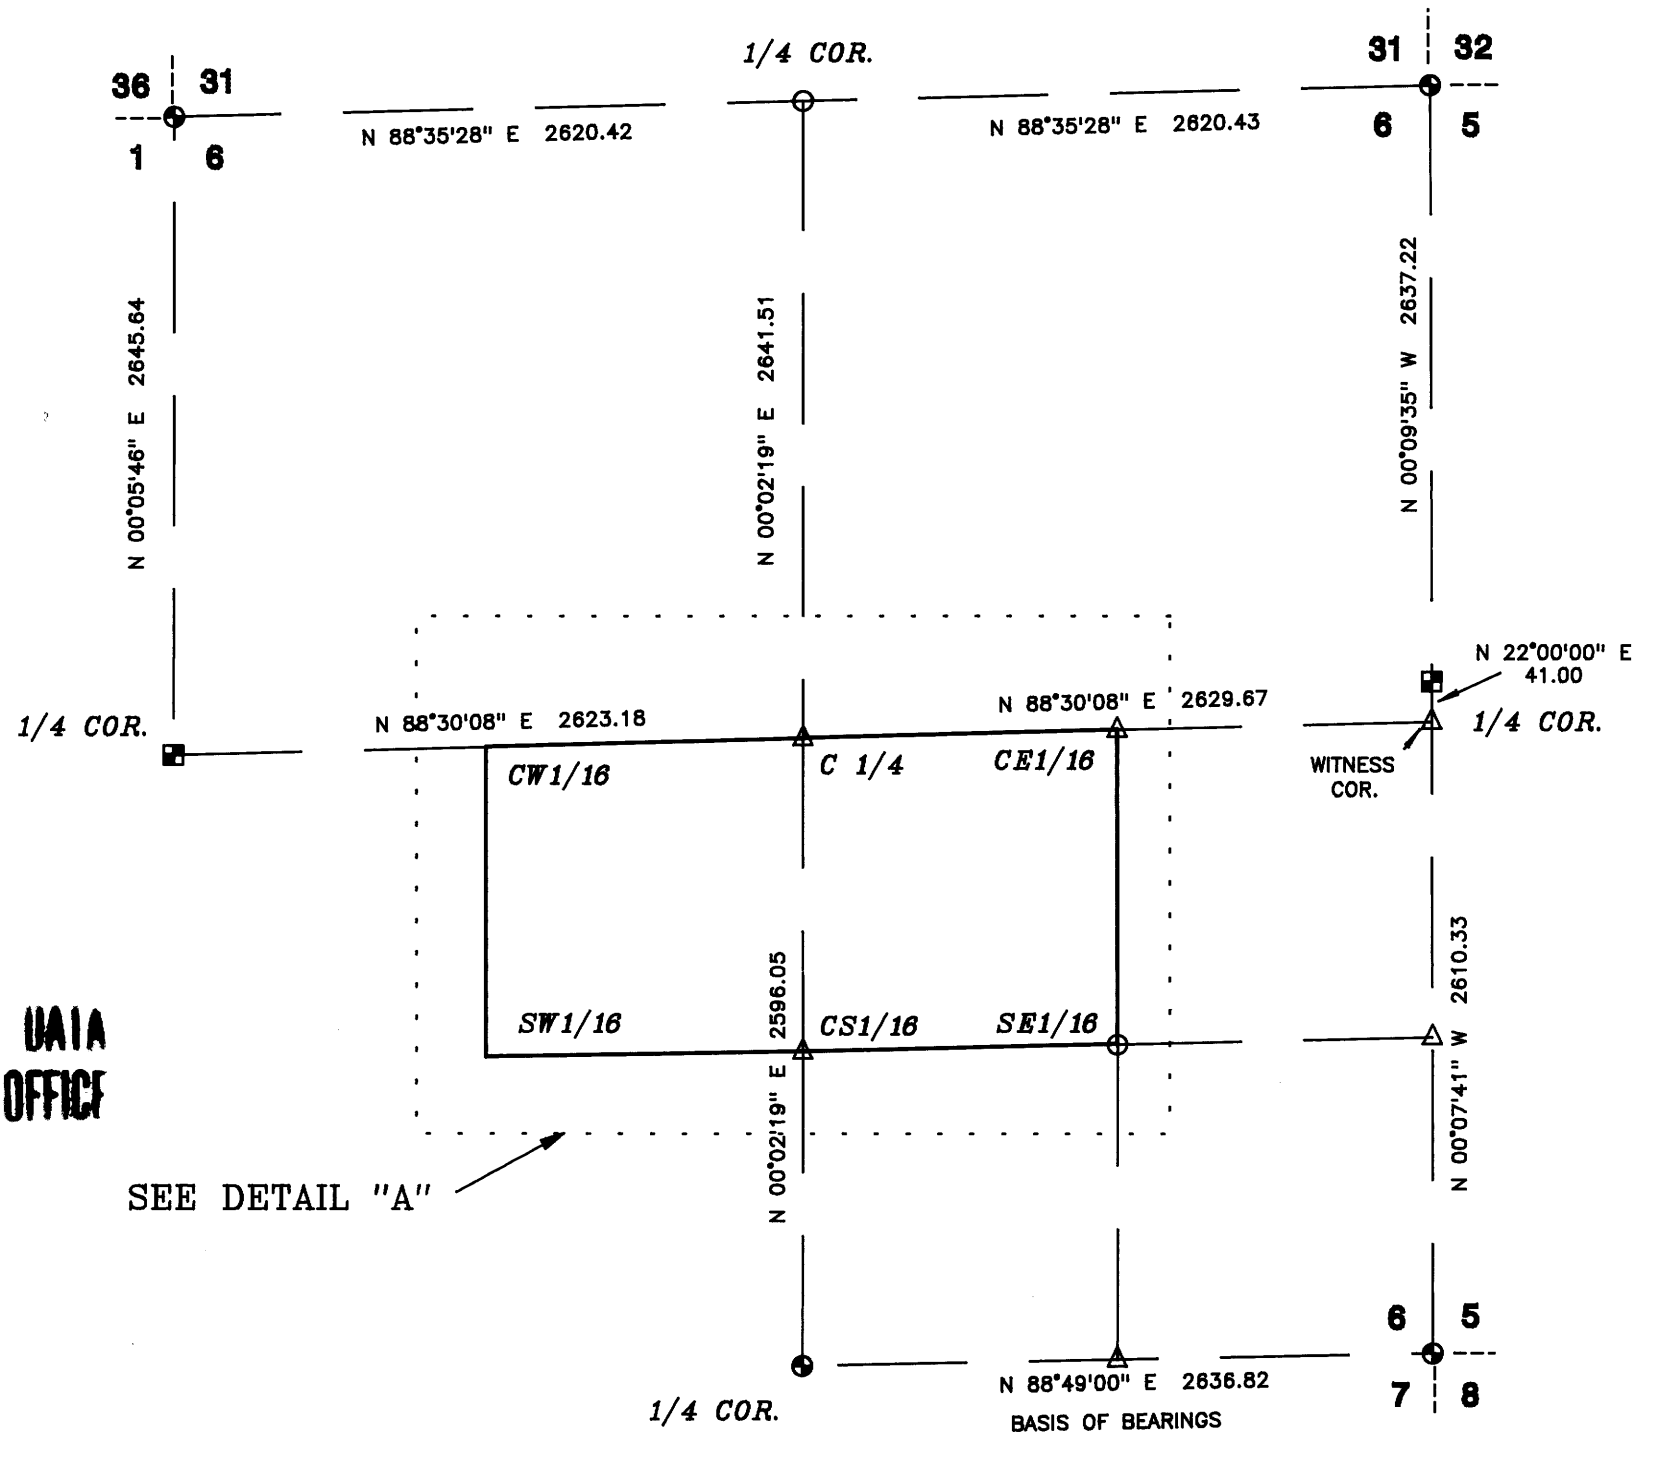 1/4 COR.
31 32
36 31
N 88°35'28" E 2620.42
N 88°35'28" E 2620.43
6 5
1 6
N 00°05'46" E 2645.64
N 00°02'19" E 2641.51
N 00°09'35" W 2637.22
N 22°00'00" E
41.00
1/4 COR.
N 88°30'08" E 2623.18
N 88°30'08" E 2629.67
1/4 COR.
CW1/16
C 1/4
CE1/16
WITNESS
COR.
N 00°02'19" E 2596.05
N 00°07'41" W 2610.33
SW1/16
CS1/16
SE1/16
OFFICE
SEE DETAIL "A"
6 5
N 88°49'00" E 2636.82
7 8
1/4 COR.
BASIS OF BEARINGS